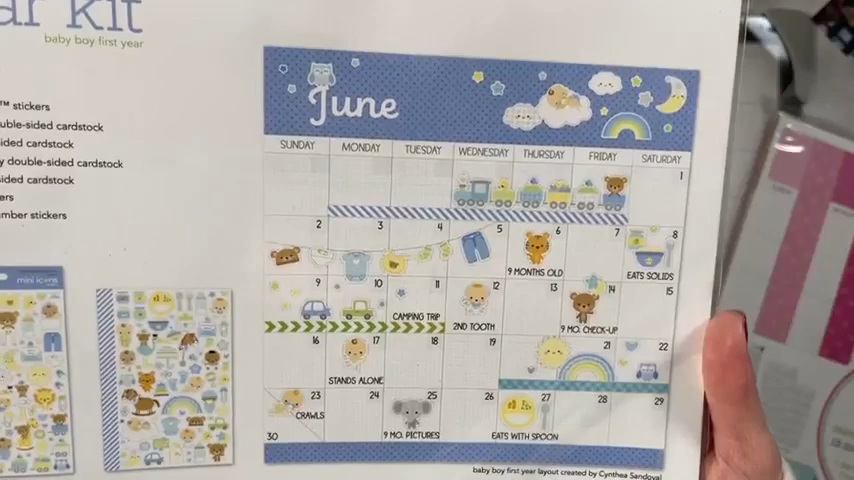 ar kit
baby boy first year
™ stickers
uble-sided cardstock
sided cardstock
y double-sided cardstock
sided cardstock
ers
umber stickers
mini icons
June
SUNDAY MONDAY TUESDAY WEDNESDAY THURSDAY FRIDAY SATURDAY
1
2 3 4 5 6 7 8
9 MONTHS OLD EATS SOLIDS
9 10 11 12 13 14 15
CAMPING TRIP 2ND TOOTH 9 MO. CHECK-UP
16 17 18 19 21 22
STANDS ALONE
23 24 25 26 27 28 29
CRAWLS
30 9 MO. PICTURES EATS WITH SPOON
baby boy first year layout created by Cynthea Sandoval